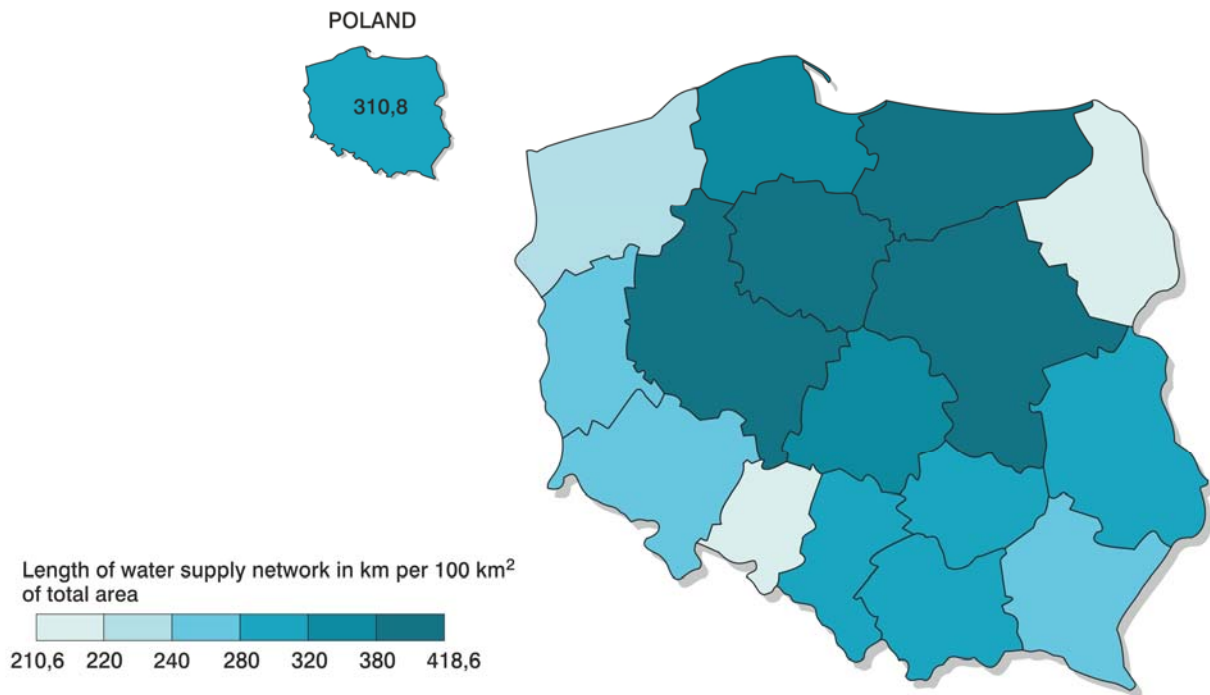 POLAND
310,8
Length of water supply network in km per 100 km²
of total area
210,6 220 240 280 320 380 418,6